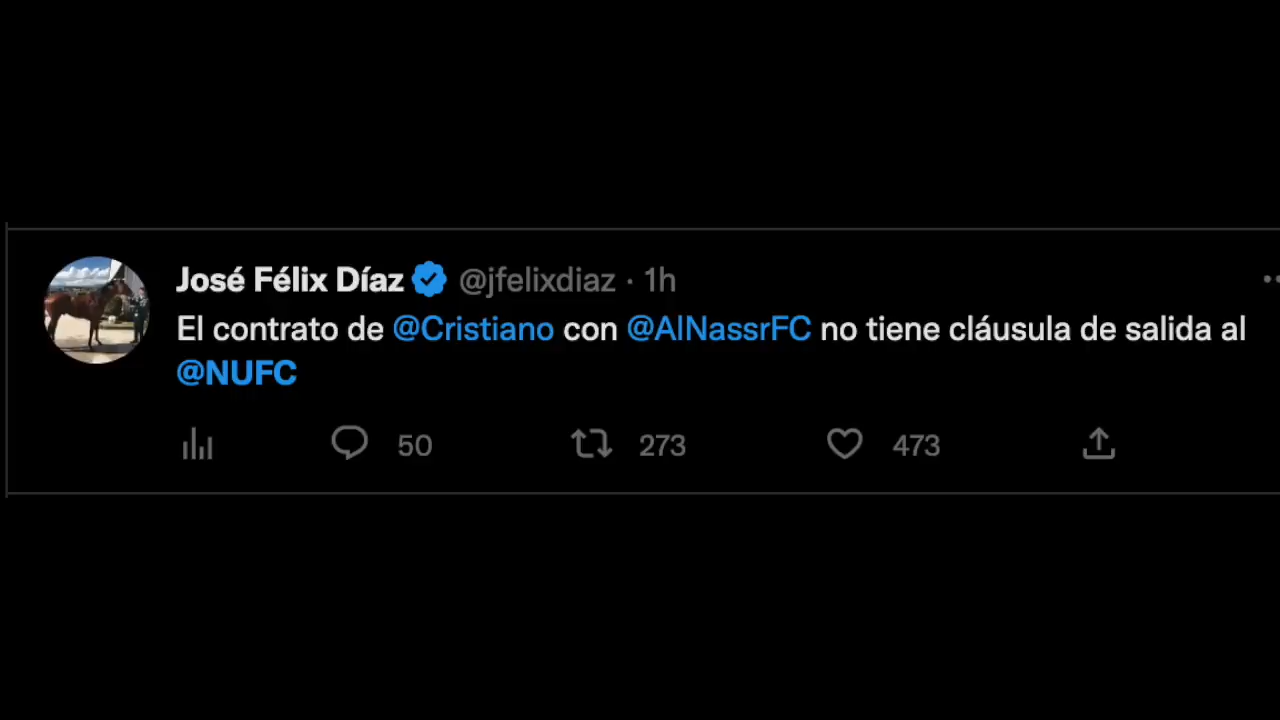 José Félix Díaz @jfelixdiaz · 1h
El contrato de @Cristiano con @AlNassrFC no tiene cláusula de salida al
@NUFC
50 273 473